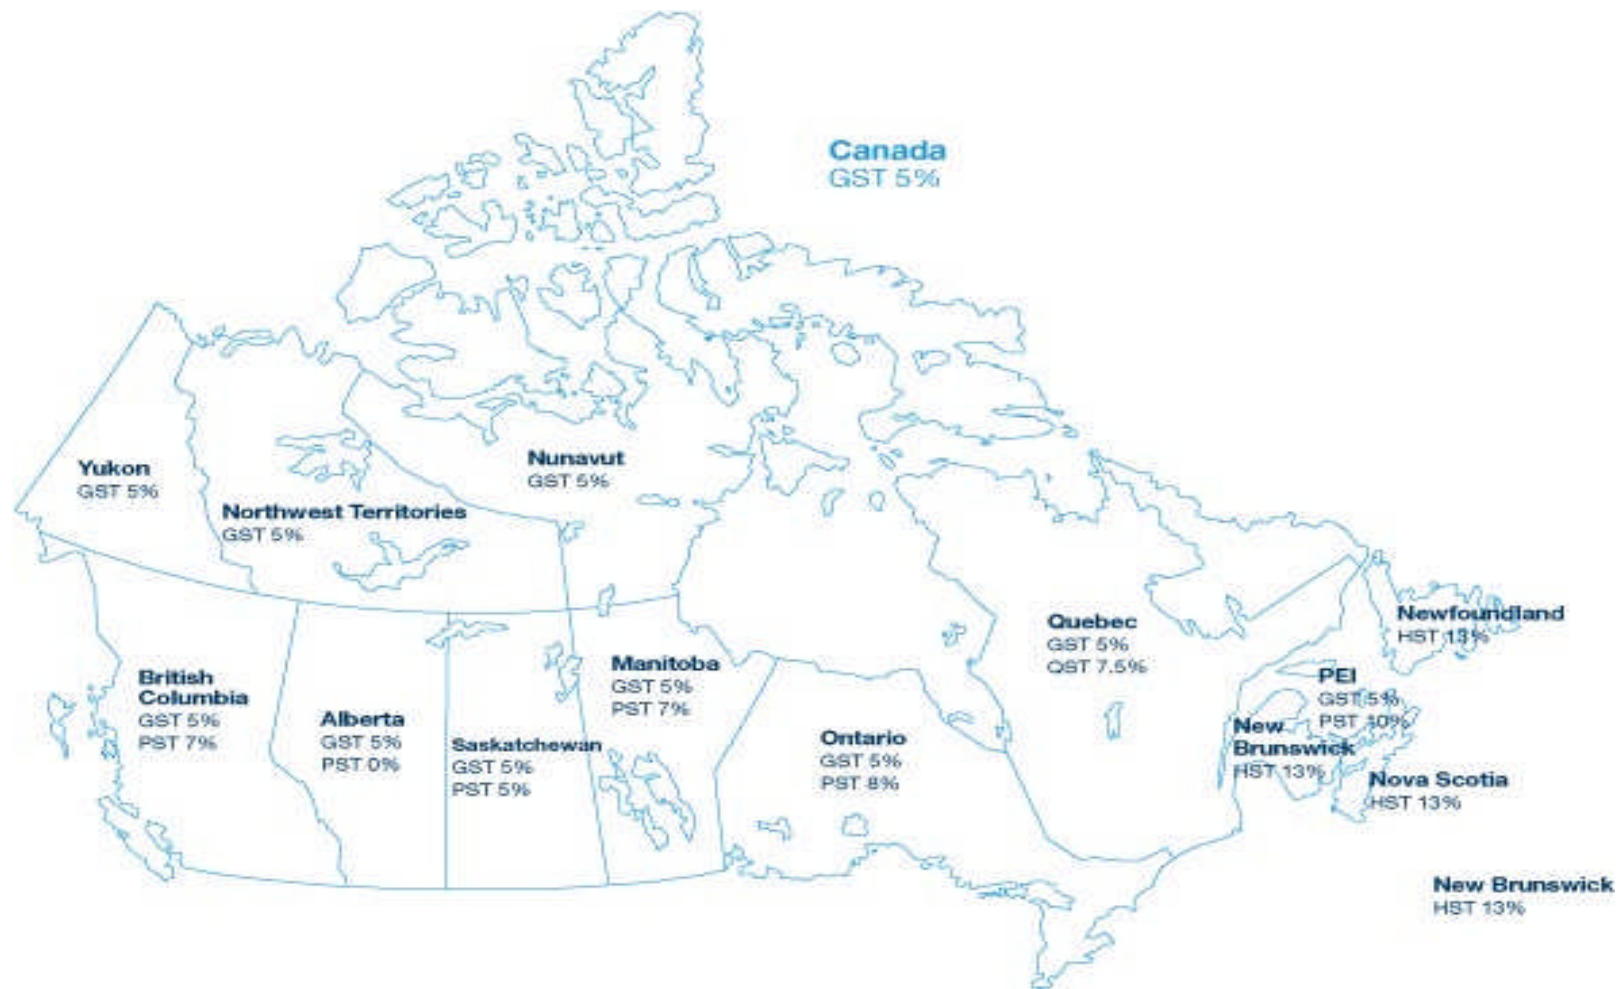 Canada
GST 5%
Yukon
GST 5%
Northwest Territories
GST 5%
Nunavut
GST 5%
British
Columbia
GST 5%
PST 7%
Alberta
GST 5%
PST 0%
Saskatchewan
GST 5%
PST 5%
Manitoba
GST 5%
PST 7%
Ontario
GST 5%
PST 8%
Quebec
GST 5%
QST 7.5%
Newfoundland
HST 13%
PEI
GST 5%
PST 10%
New
Brunswick
HST 13%
Nova Scotia
HST 13%
New Brunswick
HST 13%